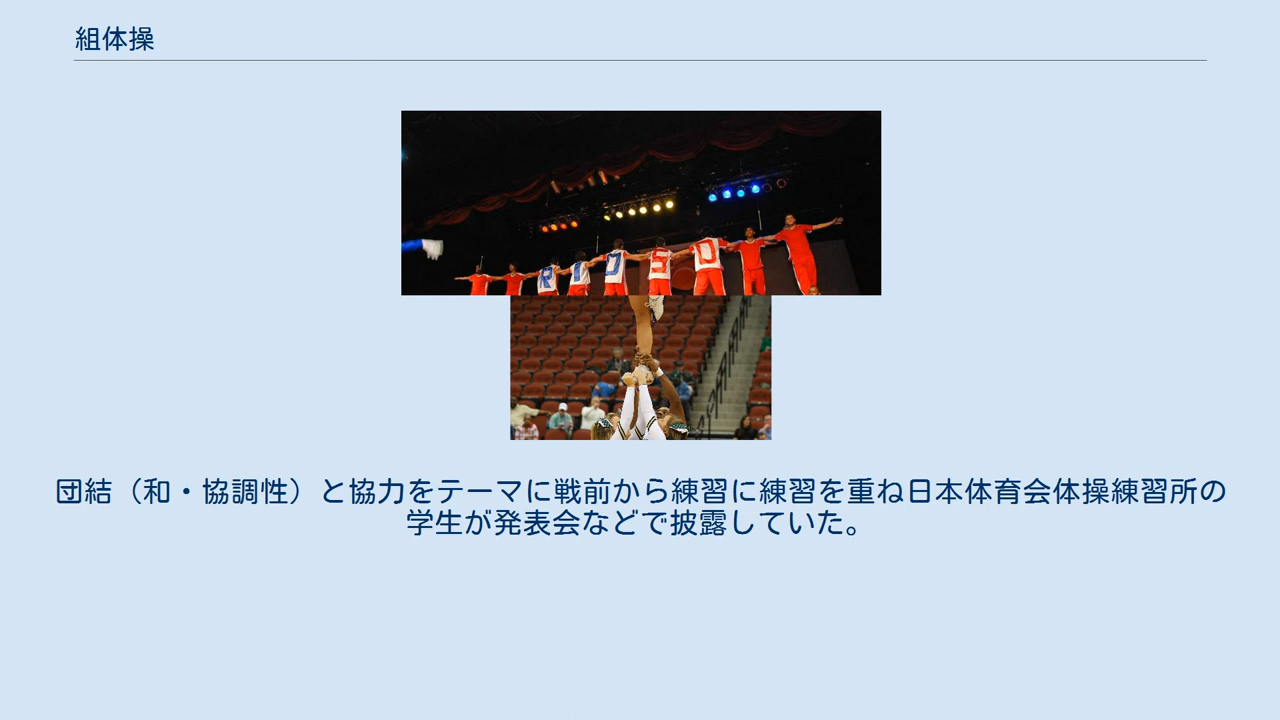 組体操
RIDSD
団結（和・協調性）と協力をテーマに戦前から練習に練習を重ね日本体育会体操練習所の
学生が発表会などで披露していた。